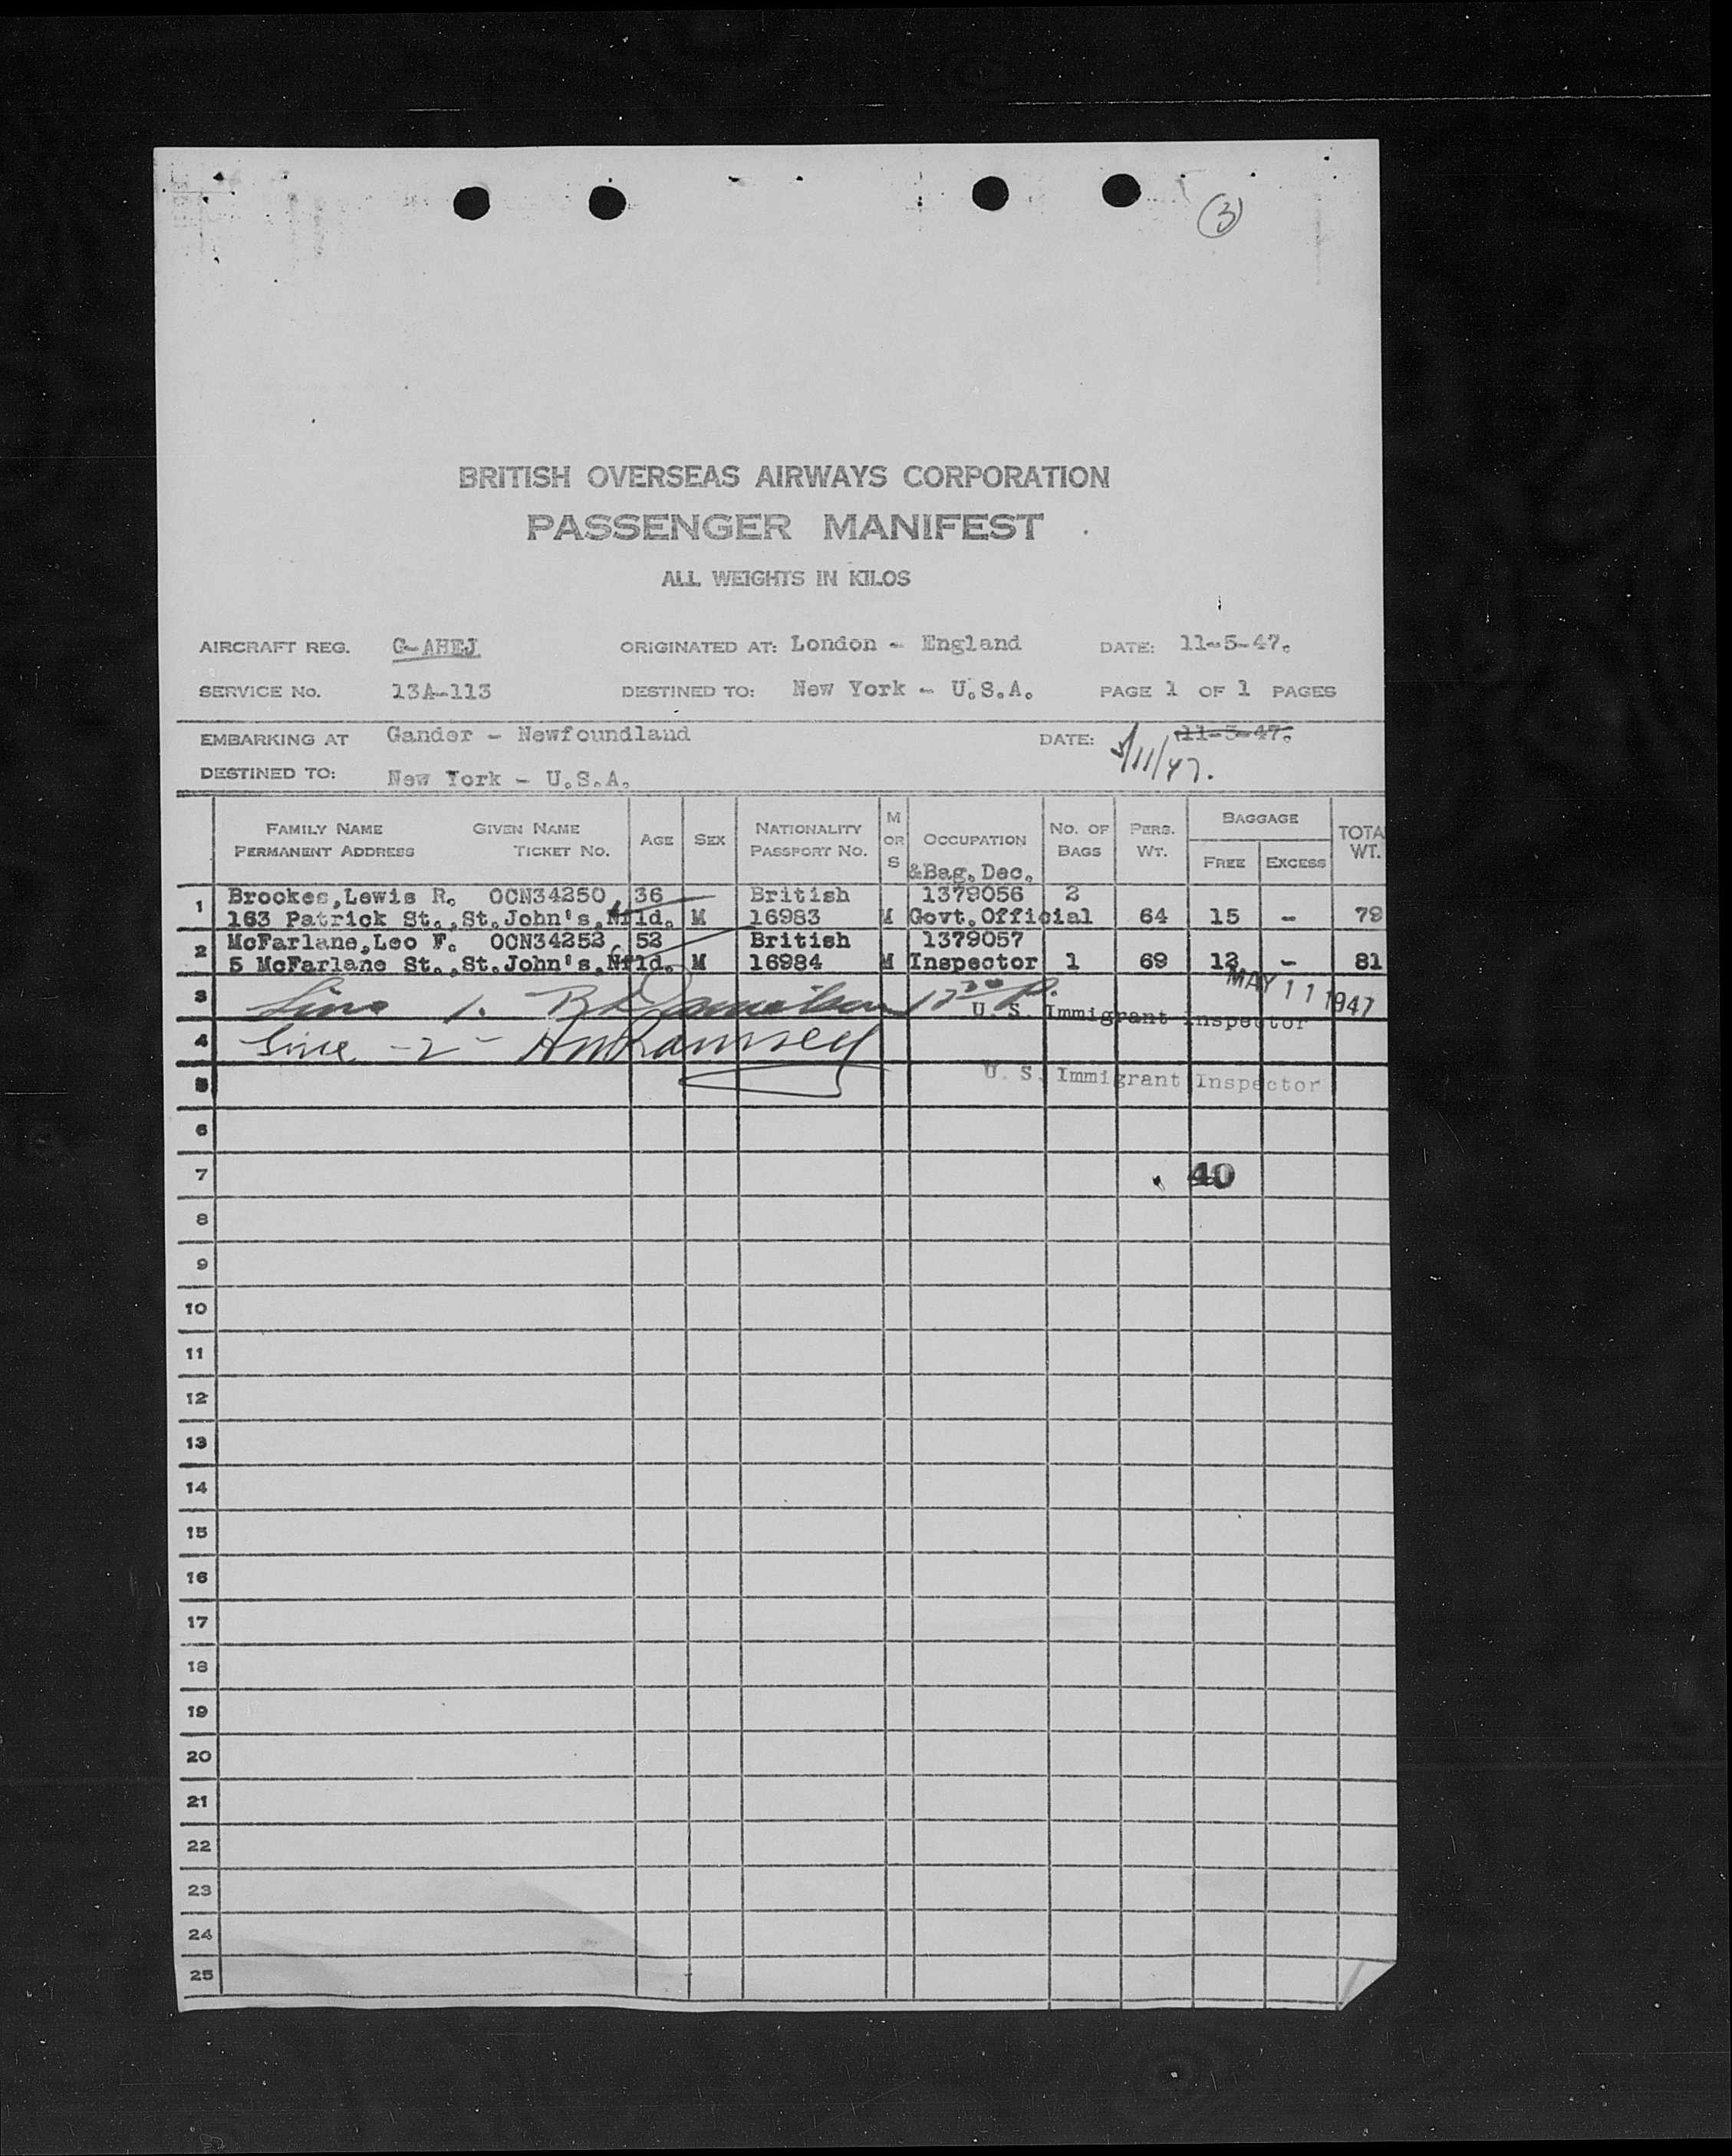 3
BRITISH OVERSEAS AIRWAYS CORPORATION
PASSENGER MANIFEST
ALL WEIGHTS IN KILOS
AIRCRAFT REG. G-AHEJ ORIGINATED AT: London - England DATE: 11-5-47.
SERVICE No. 13A-113 DESTINED TO: New York - U.S.A. PAGE 1 OF 1 PAGES
EMBARKING AT Gander - Newfoundland DATE: 11-5-47. 5/11/47.
DESTINED TO: New York - U.S.A.
FAMILY NAME GIVEN NAME AGE SEX NATIONALITY M OR S OCCUPATION No. OF PERS. BAGGAGE TOTA
PERMANENT ADDRESS TICKET No. PASSPORT No. &Bag.Dec. BAGS WT. FREE EXCESS WT.
1 Brookes,Lewis R. OCN34250 36 British 1379056 2
163 Patrick St.,St.John's,Nfld. M 16983 M Govt.Official 64 15 - 79
2 McFarlane,Leo F. OCN34252 52 British 1379057
5 McFarlane St.,St.John's,Nfld. M 16984 M Inspector 1 69 12 - 81
MAY 11 1947
3 Line 1.
U. S. Immigrant Inspector
4 Line -2- Ramsey
5 U. S. Immigrant Inspector
6
7 40
8
9
10
11
12
13
14
15
16
17
18
19
20
21
22
23
24
25